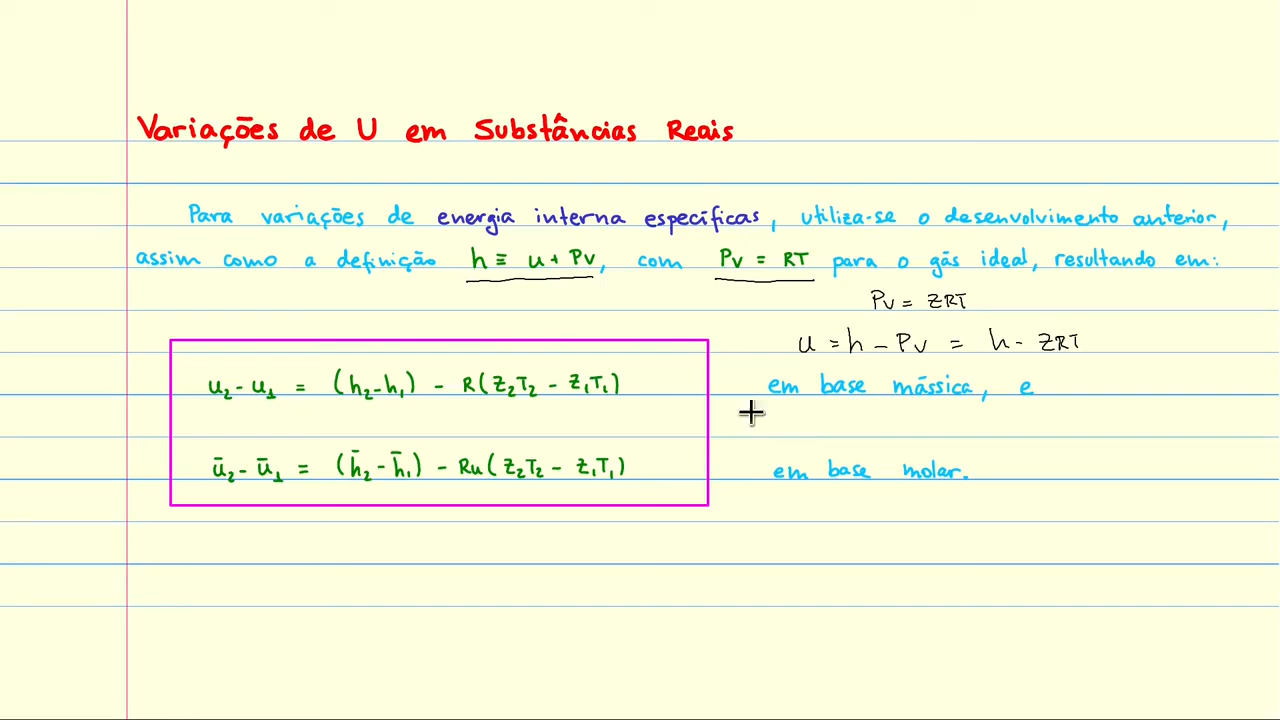 Variações de U em Substâncias Reais
Para variações de energia interna específicas, utiliza-se o desenvolvimento anterior,
assim como a definição h ≡ u + Pv, com Pv = RT para o gás ideal, resultando em:
Pv = ZRT
u = h - Pv = h - ZRT
u₂ - u₁ = (h₂ - h₁) - R(Z₂T₂ - Z₁T₁) em base mássica, e
ū₂ - ū₁ = (h̄₂ - h̄₁) - Ru(Z₂T₂ - Z₁T₁) em base molar.